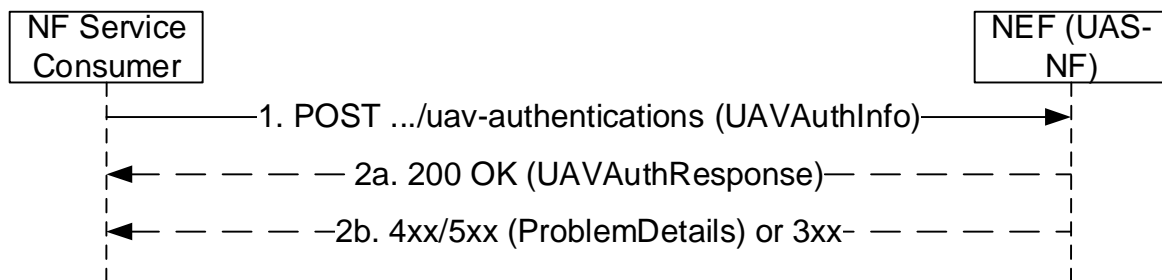 NF Service
Consumer
NEF (UAS-
NF)
1. POST .../uav-authentications (UAVAuthInfo)
2a. 200 OK (UAVAuthResponse)
2b. 4xx/5xx (ProblemDetails) or 3xx